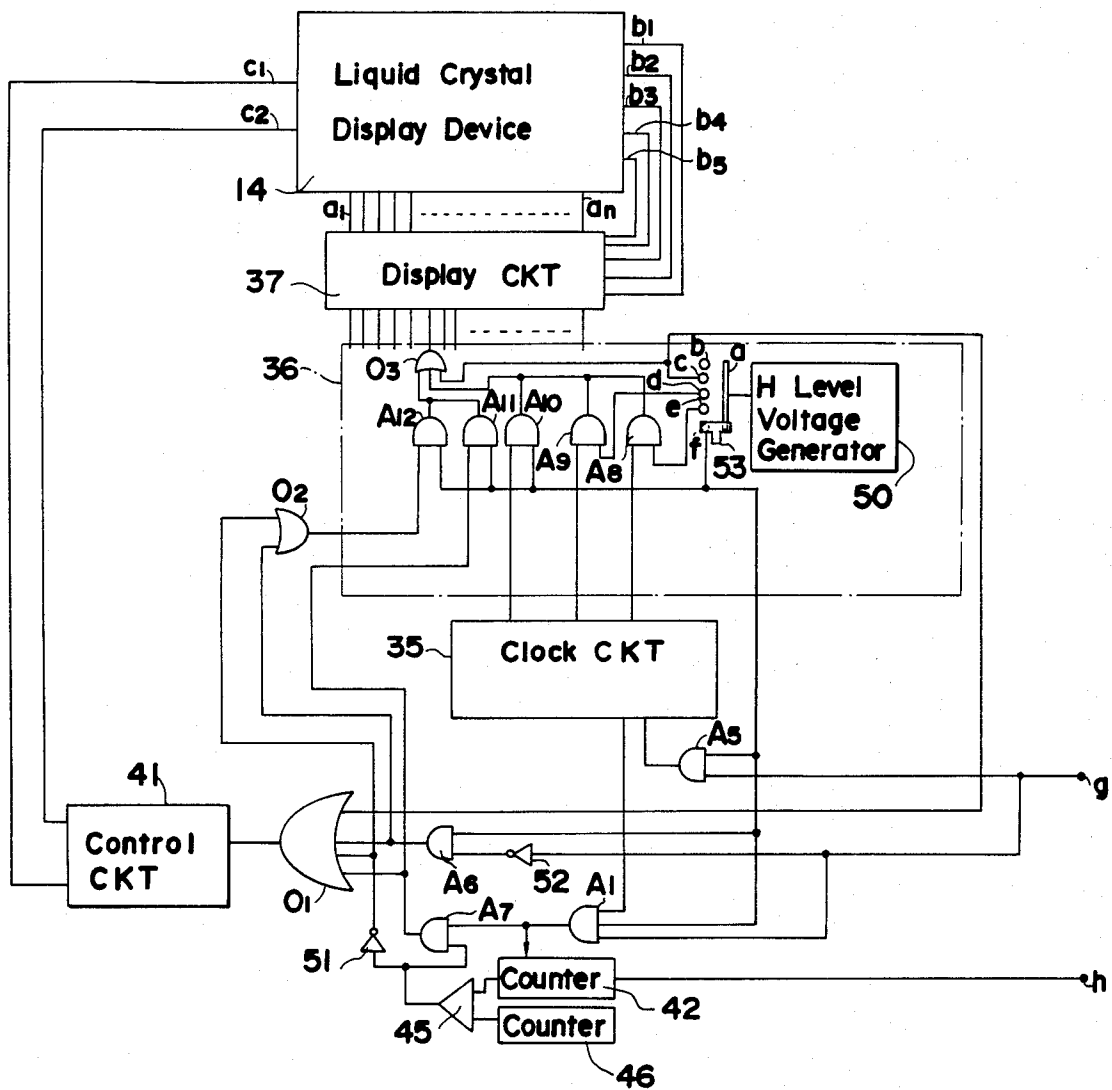 b1
c1
Liquid Crystal
b2
b3
c2
Display Device
b4
b5
14
a1
an
Display CKT
37
36
O3
b
c
a
d
e
H Level
Voltage
Generator
A12
A11
A10
A9
A8
f
53
50
O2
35
Clock CKT
A5
41
g
Control
CKT
A6
52
A1
O1
A7
51
Counter
h
45
42
Counter
46